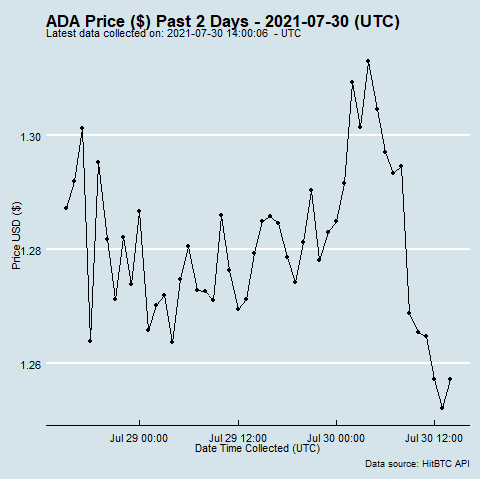 ADA Price ($) Past 2 Days - 2021-07-30 (UTC)
Latest data collected on: 2021-07-30 14:00:06 - UTC
1.30
1.28
1.26
Price USD ($)
Jul 29 00:00
Jul 29 12:00
Jul 30 00:00
Jul 30 12:00
Date Time Collected (UTC)
Data source: HitBTC API